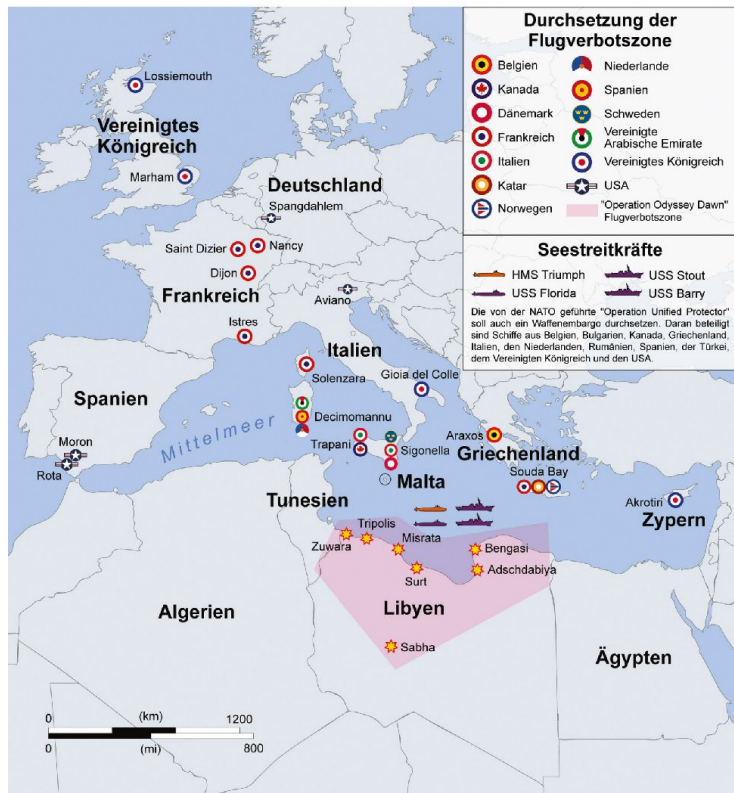 Durchsetzung der
Flugverbotszone
Belgien
Kanada
Dänemark
Frankreich
Italien
Katar
Norwegen
Niederlande
Spanien
Schweden
Vereinigte
Arabische Emirate
Vereinigtes Königreich
USA
"Operation Odyssey Dawn"
Flugverbotszone
Seestreitkräfte
HMS Triumph
USS Stout
USS Florida
USS Barry
Die von der NATO geführte "Operation Unified Protector"
soll auch ein Waffenembargo durchsetzen. Daran beteiligt
sind Schiffe aus Belgien, Bulgarien, Kanada, Griechenland,
Italien, den Niederlanden, Rumänien, Spanien, der Türkei,
dem Vereinigten Königreich und den USA.
Lossiemouth
Vereinigtes
Königreich
Marham
Deutschland
Spangdahlem
Saint Dizier
Nancy
Dijon
Frankreich
Aviano
Istres
Italien
Solenzara
Gioia del Colle
Spanien
Decimomannu
Mittelmeer
Moron
Rota
Trapani
Sigonella
Araxos
Griechenland
Souda Bay
Malta
Akrotiri
Zypern
Tunesien
Tripolis
Misrata
Zuwara
Bengasi
Surt
Adschdabiya
Algerien
Libyen
Sabha
Ägypten
(km)
0
1200
0
(mi)
800